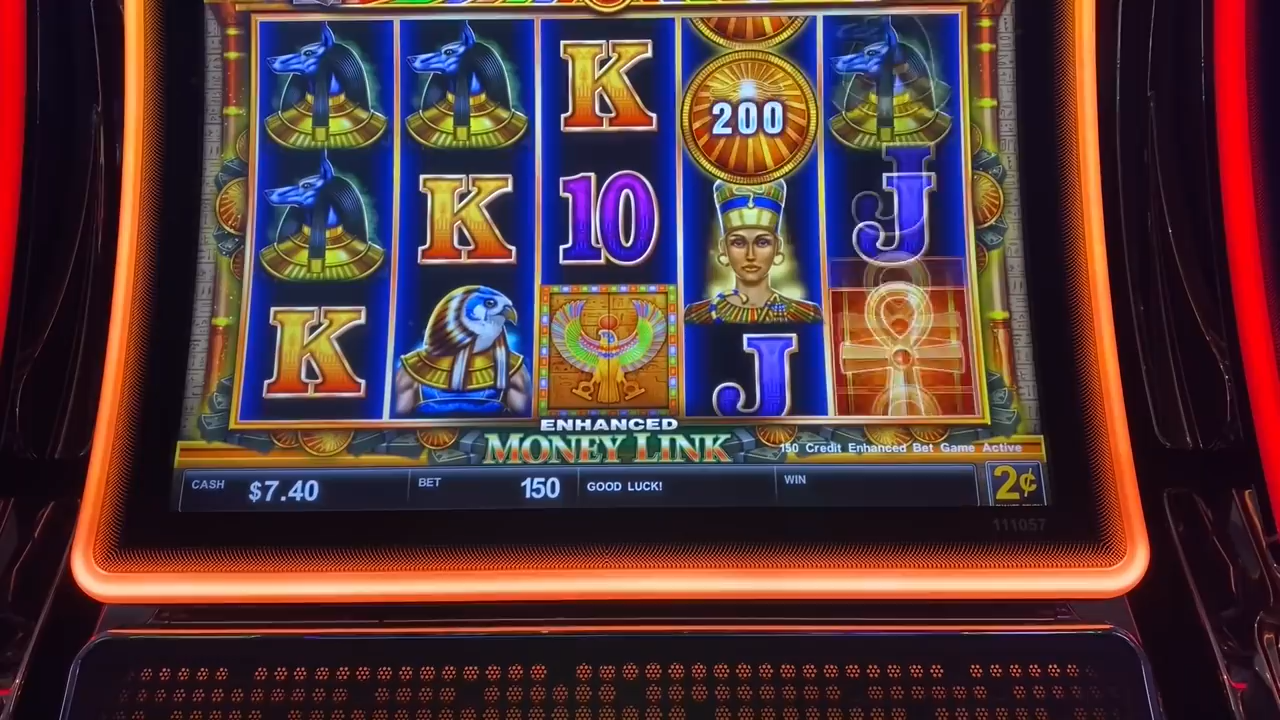 K
200
K
10
J
K
J
ENHANCED
MONEY LINK
150 Credit Enhanced Bet Game Active
CASH $7.40 BET 150 GOOD LUCK! WIN 2¢
111057